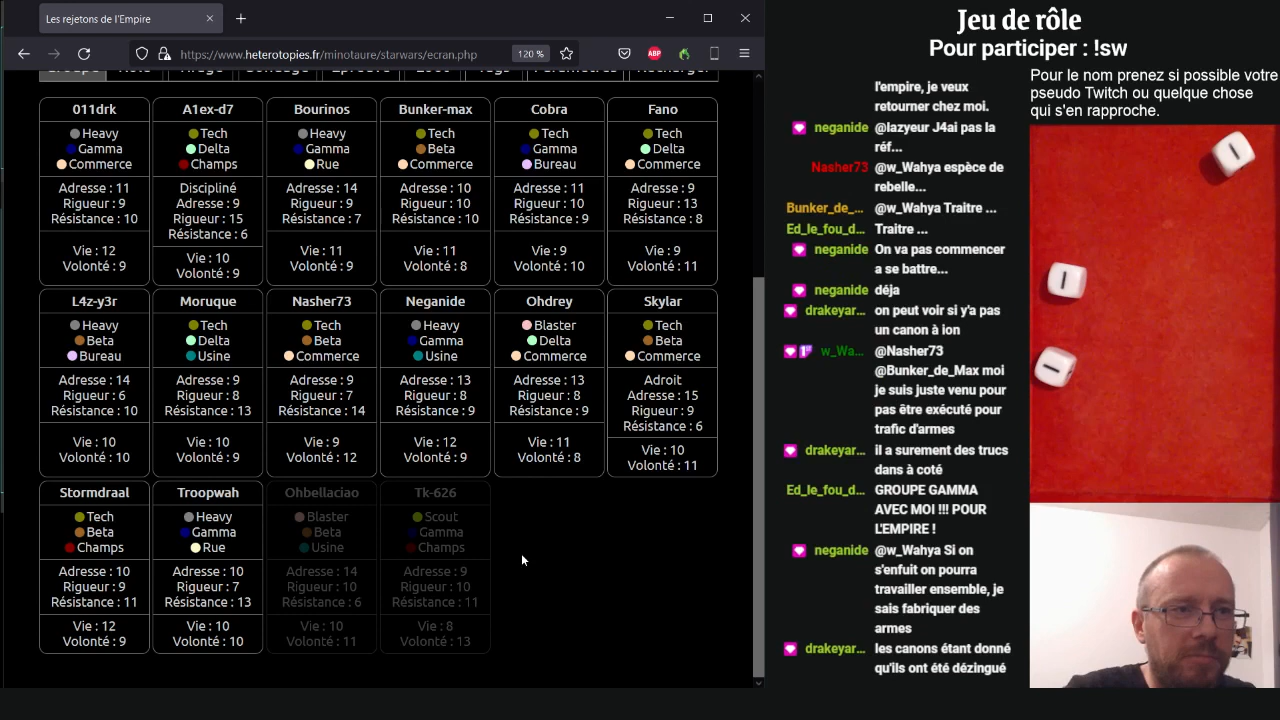 Les rejetons de l'Empire
https://www.heterotopies.fr/minotaure/starwars/ecran.php
120 %
ABP
011drk
Heavy
Gamma
Commerce
Adresse : 11
Rigueur : 9
Résistance : 10
Vie : 12
Volonté : 9
A1ex-d7
Tech
Delta
Champs
Discipliné
Adresse : 9
Rigueur : 15
Résistance : 6
Vie : 10
Volonté : 9
Bourinos
Heavy
Gamma
Rue
Adresse : 14
Rigueur : 9
Résistance : 7
Vie : 11
Volonté : 9
Bunker-max
Tech
Beta
Commerce
Adresse : 10
Rigueur : 10
Résistance : 10
Vie : 11
Volonté : 8
Cobra
Tech
Gamma
Bureau
Adresse : 11
Rigueur : 10
Résistance : 9
Vie : 9
Volonté : 10
Fano
Tech
Delta
Commerce
Adresse : 9
Rigueur : 13
Résistance : 8
Vie : 9
Volonté : 11
L4zy3r
Heavy
Beta
Bureau
Adresse : 14
Rigueur : 6
Résistance : 10
Vie : 10
Volonté : 10
Moruque
Tech
Delta
Usine
Adresse : 9
Rigueur : 8
Résistance : 13
Vie : 10
Volonté : 9
Nasher73
Tech
Beta
Commerce
Adresse : 9
Rigueur : 7
Résistance : 14
Vie : 9
Volonté : 12
Neganide
Heavy
Gamma
Usine
Adresse : 13
Rigueur : 8
Résistance : 9
Vie : 12
Volonté : 9
Ohdrey
Blaster
Delta
Commerce
Adresse : 13
Rigueur : 8
Résistance : 9
Vie : 11
Volonté : 8
Skylar
Tech
Beta
Commerce
Adroit
Adresse : 15
Rigueur : 9
Résistance : 6
Vie : 10
Volonté : 11
Stormdraal
Tech
Beta
Champs
Adresse : 10
Rigueur : 9
Résistance : 11
Vie : 12
Volonté : 9
Troopwah
Heavy
Gamma
Rue
Adresse : 10
Rigueur : 7
Résistance : 13
Vie : 10
Volonté : 10
Ohbellaciao
Blaster
Beta
Usine
Adresse : 14
Rigueur : 10
Résistance : 6
Vie : 10
Volonté : 11
Tk-626
Scout
Gamma
Champs
Adresse : 9
Rigueur : 10
Résistance : 11
Vie : 8
Volonté : 13
Jeu de rôle
Pour participer : !sw
l'empire, je veux
retourner chez moi.
neganide @lazyeur J4ai pas la
réf...
Nasher73 @w_Wahya espèce de
rebelle...
Bunker_de_... @w_Wahya Traitre ...
Ed_le_fou_d... Traitre ...
neganide On va pas commencer
a se battre...
neganide déja
drakeyar... on peut voir si y'a pas
un canon à ion
w_Wa... @Nasher73
@Bunker_de_Max moi
je suis juste venu pour
pas être exécuté pour
trafic d'armes
drakeyar... il a surement des trucs
dans à coté
Ed_le_fou_d... GROUPE GAMMA
AVEC MOI !!! POUR
L'EMPIRE !
neganide @w_Wahya Si on
s'enfuit on pourra
travailler ensemble, je
sais fabriquer des
armes
drakeyar... les canons étant donné
qu'ils ont été dézingué
Pour le nom prenez si possible votre
pseudo Twitch ou quelque chose
qui s'en rapproche.